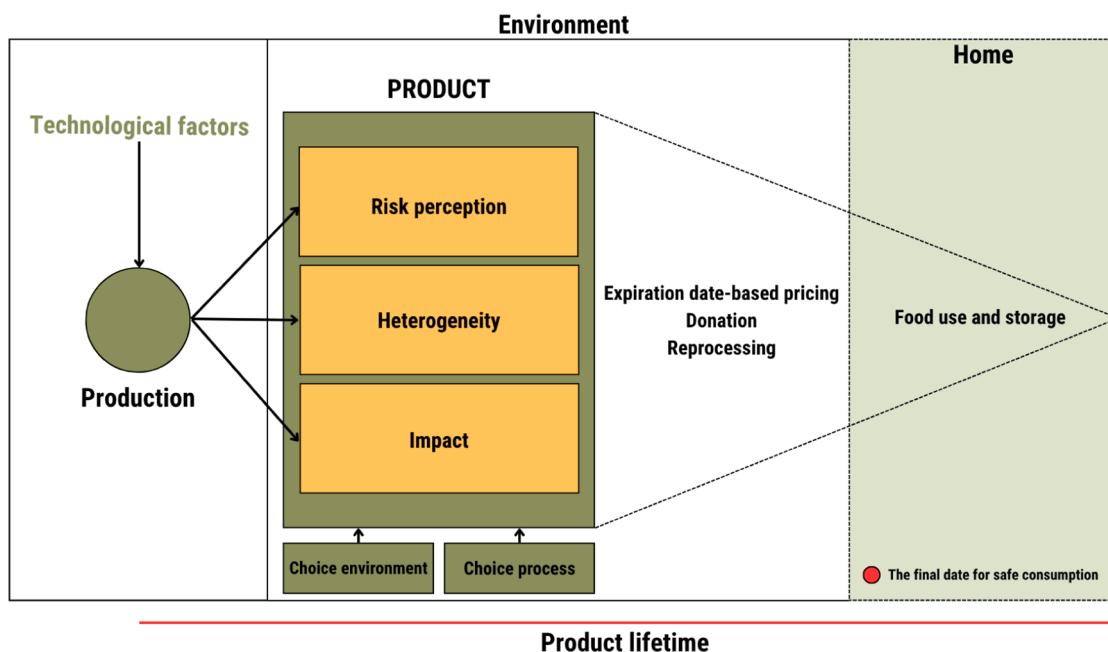 Environment
Home
PRODUCT
Technological factors
Risk perception
Heterogeneity
Impact
Production
Expiration date-based pricing
Donation
Reprocessing
Food use and storage
Choice environment
Choice process
The final date for safe consumption
Product lifetime